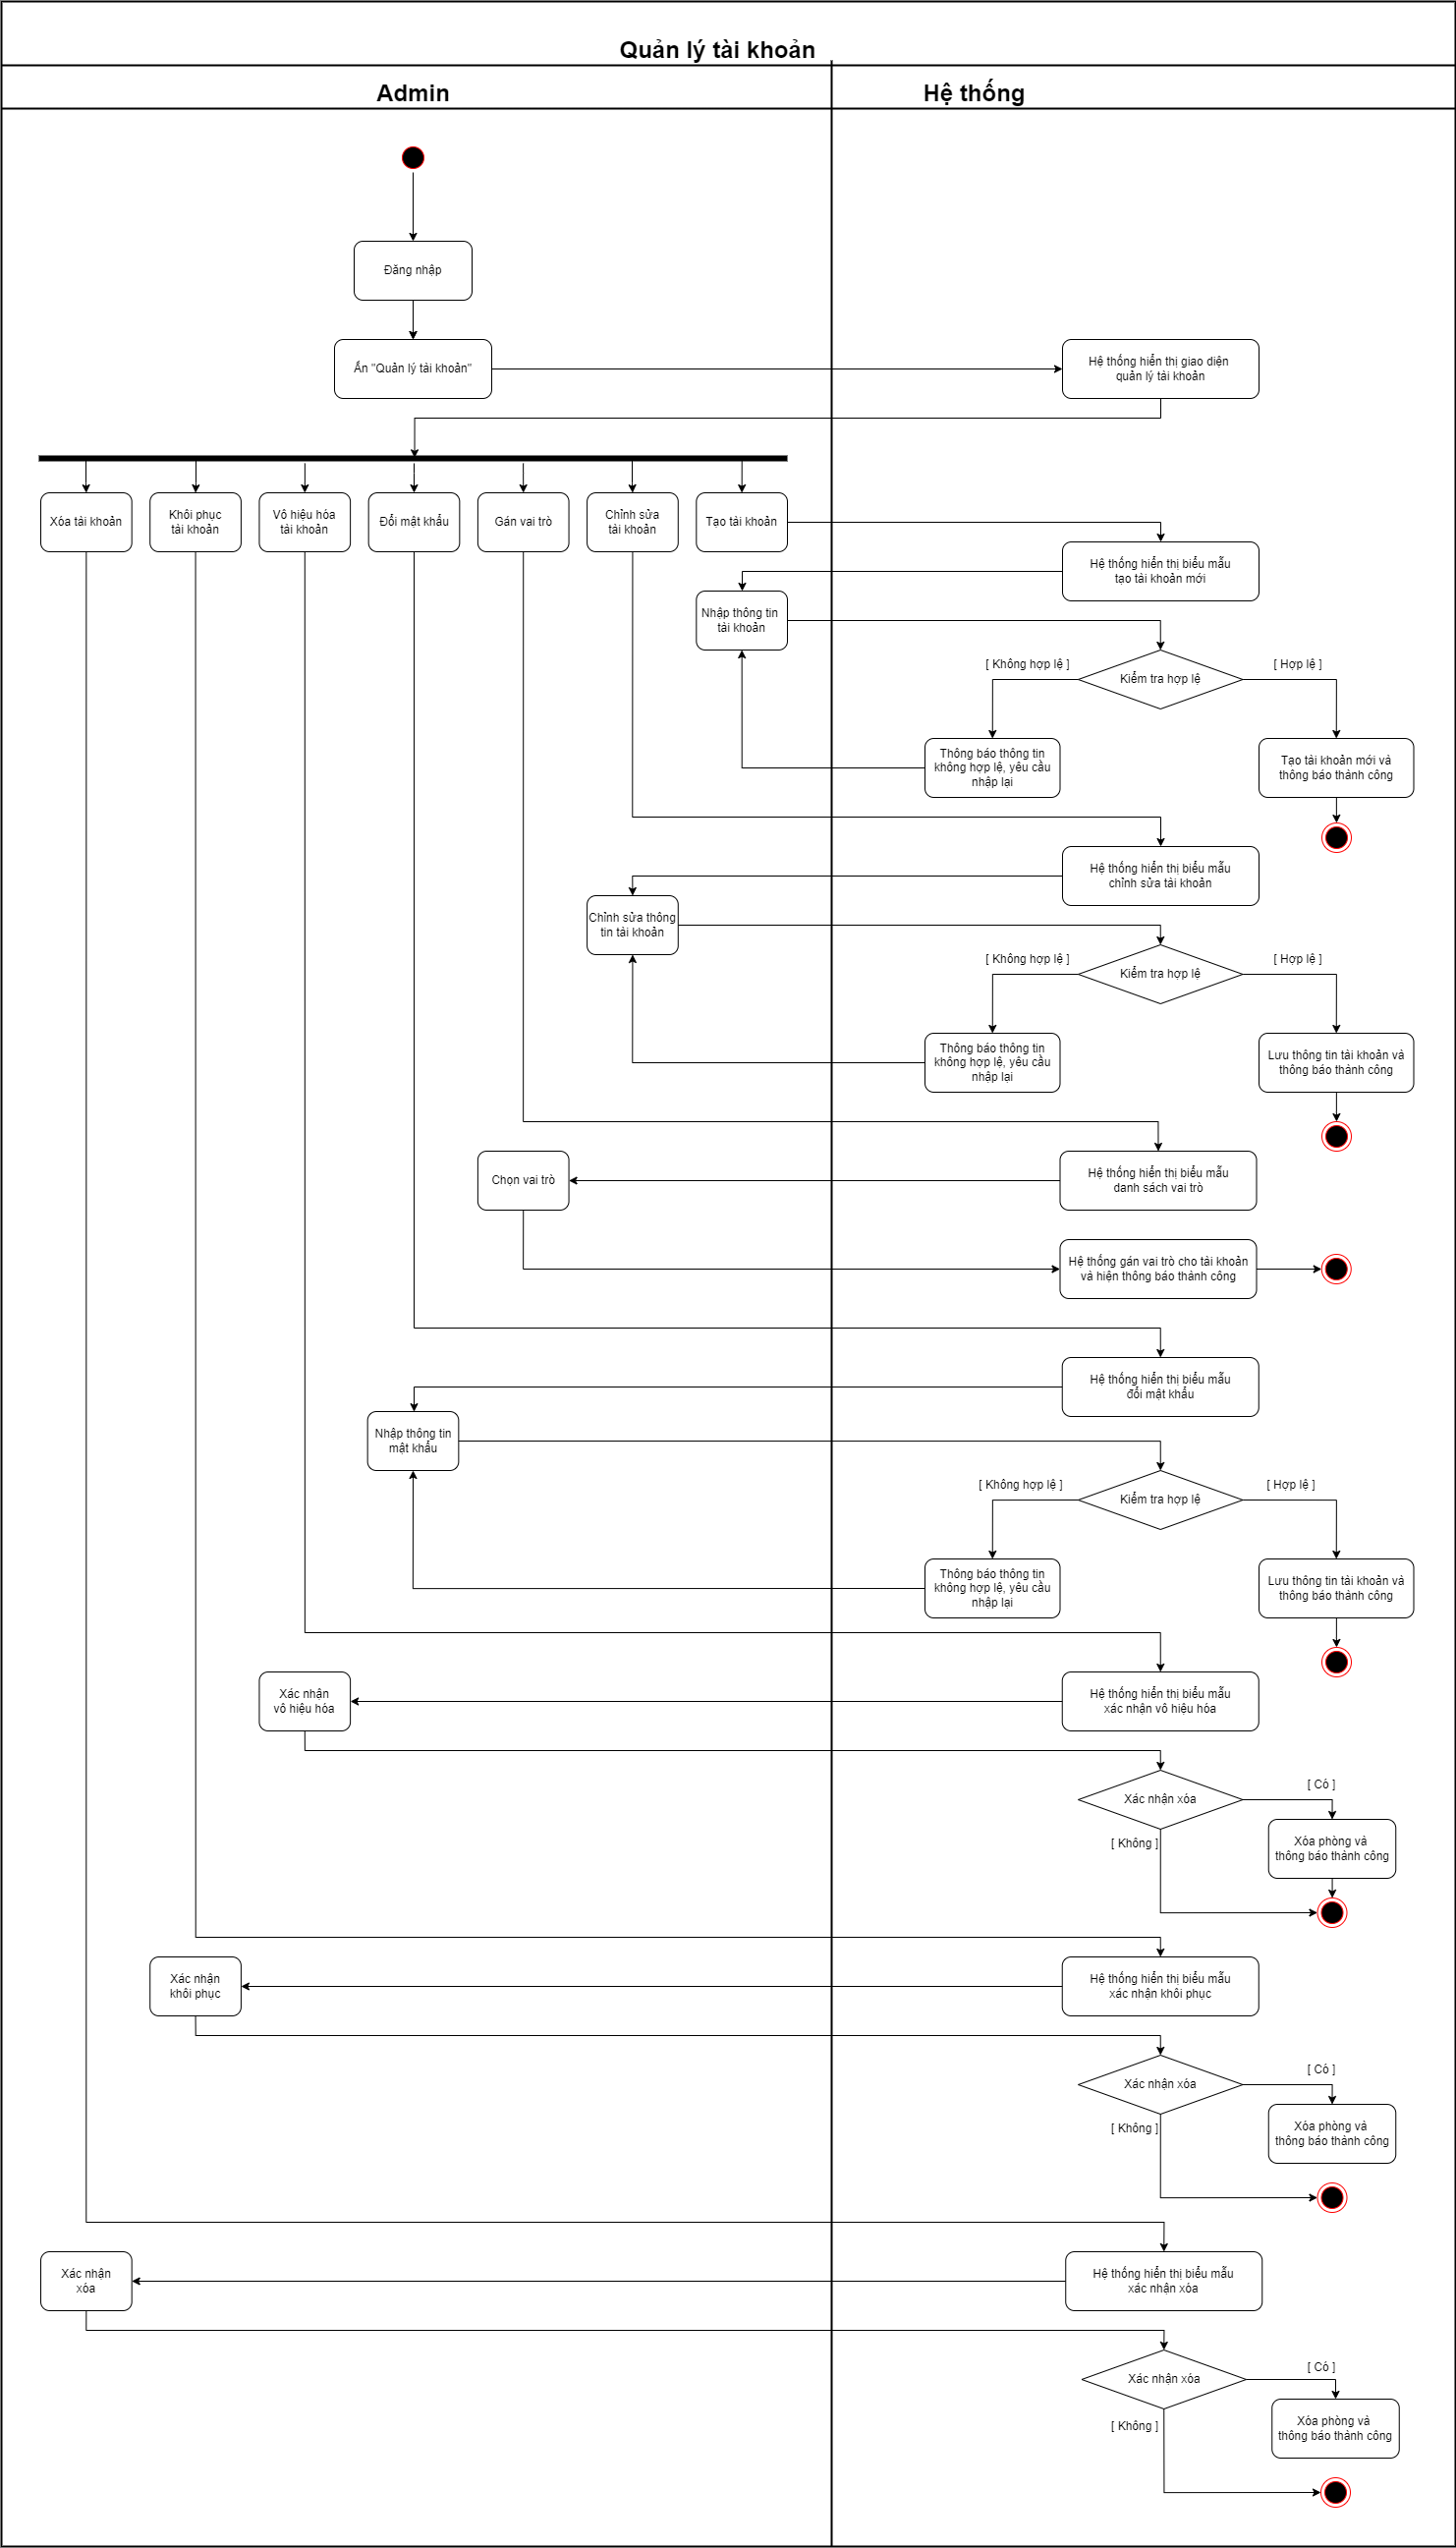 Quản lý tài khoản
Admin
Hệ thống
Đăng nhập
Ấn "Quản lý tài khoản"
Hệ thống hiển thị giao diện
quản lý tài khoản
Xóa tài khoản
Khôi phục
tài khoản
Vô hiệu hóa
tài khoản
Đổi mật khẩu
Gán vai trò
Chỉnh sửa
tài khoản
Tạo tài khoản
Hệ thống hiển thị biểu mẫu
tạo tài khoản mới
Nhập thông tin
tài khoản
[ Không hợp lệ ]
Kiểm tra hợp lệ
[ Hợp lệ ]
Thông báo thông tin
không hợp lệ, yêu cầu
nhập lại
Tạo tài khoản mới và
thông báo thành công
Hệ thống hiển thị biểu mẫu
chỉnh sửa tài khoản
Chỉnh sửa thông
tin tài khoản
[ Không hợp lệ ]
Kiểm tra hợp lệ
[ Hợp lệ ]
Thông báo thông tin
không hợp lệ, yêu cầu
nhập lại
Lưu thông tin tài khoản và
thông báo thành công
Chọn vai trò
Hệ thống hiển thị biểu mẫu
danh sách vai trò
Hệ thống gán vai trò cho tài khoản
và hiện thông báo thành công
Hệ thống hiển thị biểu mẫu
đổi mật khẩu
Nhập thông tin
mật khẩu
[ Không hợp lệ ]
Kiểm tra hợp lệ
[ Hợp lệ ]
Thông báo thông tin
không hợp lệ, yêu cầu
nhập lại
Lưu thông tin tài khoản và
thông báo thành công
Xác nhận
vô hiệu hóa
Hệ thống hiển thị biểu mẫu
xác nhận vô hiệu hóa
Xác nhận xóa
[ Có ]
[ Không ]
Xóa phòng và
thông báo thành công
Xác nhận
khôi phục
Hệ thống hiển thị biểu mẫu
xác nhận khôi phục
Xác nhận xóa
[ Có ]
[ Không ]
Xóa phòng và
thông báo thành công
Xác nhận
xóa
Hệ thống hiển thị biểu mẫu
xác nhận xóa
Xác nhận xóa
[ Có ]
[ Không ]
Xóa phòng và
thông báo thành công